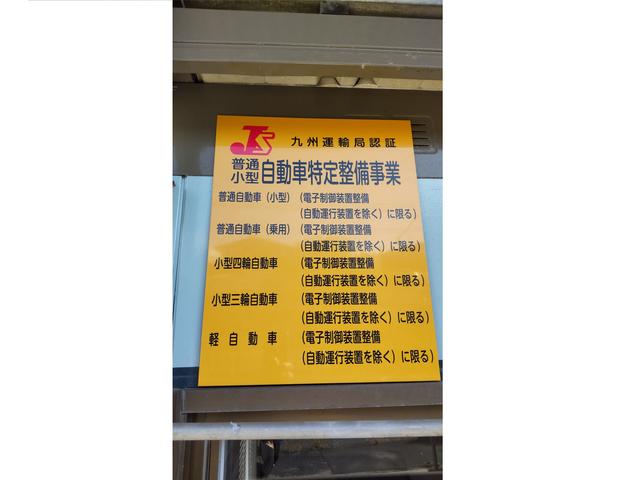 JS 九州運輸局認証
普通小型 自動車特定整備事業
普通自動車（小型）（電子制御装置整備
（自動運行装置を除く）に限る）
普通自動車（乗用）（電子制御装置整備
（自動運行装置を除く）に限る）
小型四輪自動車 （電子制御装置整備
（自動運行装置を除く）に限る）
小型三輪自動車 （電子制御装置整備
（自動運行装置を除く）に限る）
軽自動車 （電子制御装置整備
（自動運行装置を除く）に限る）